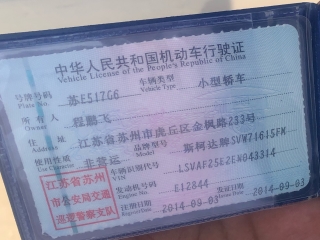 中华人民共和国机动车行驶证
Vehicle License of the People's Republic of China
号牌号码 苏E517G6 车辆类型 小型轿车
Plate No. Vehicle Type
所有人 程鹏飞
Owner
住址 江苏省苏州市虎丘区金枫路233号
Address
使用性质 非营运 品牌型号 斯柯达牌SVW7161SFM
Use Character Model
江苏省苏州
市公安局交通
巡逻警察支队
车辆识别代号 LSVAF25E2EN043314
VIN
发动机号码 E12844
Engine No.
注册日期 2014-09-03 发证日期 2014-09-03
Register Date Issue Date